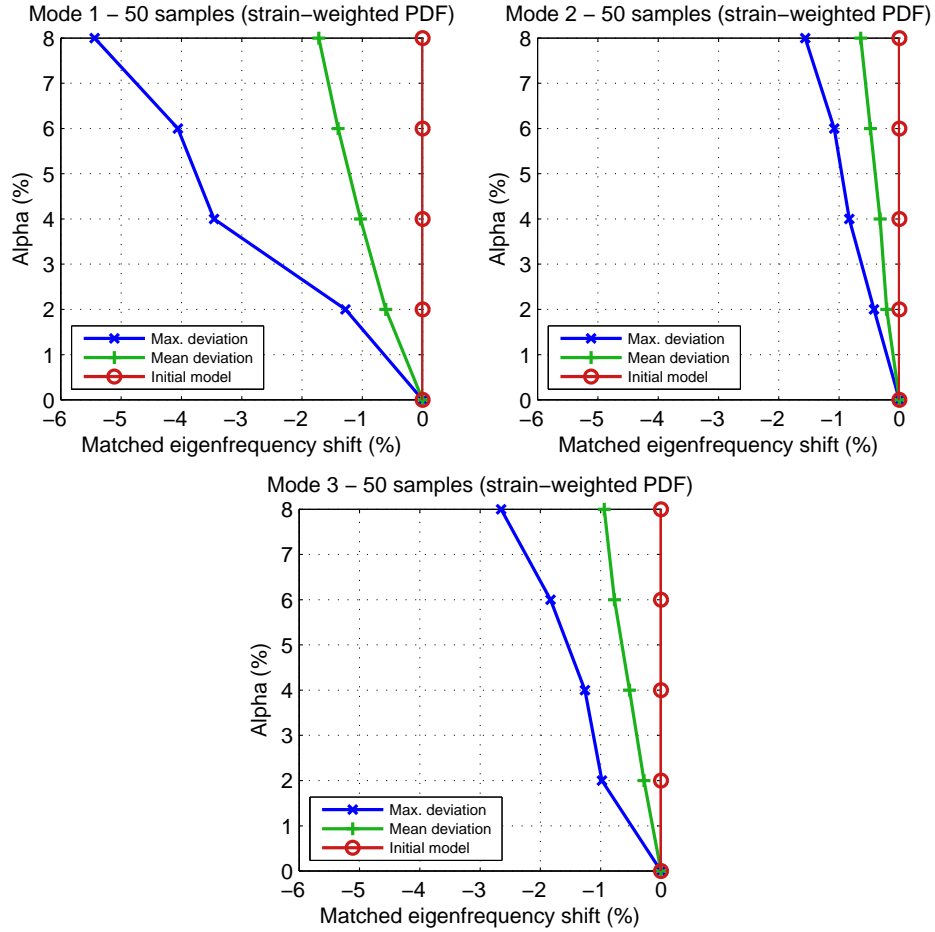 Mode 1 − 50 samples (strain−weighted PDF)
8
7
6
5
4
3
2
1
0
Alpha (%)
Max. deviation
Mean deviation
Initial model
−6 −5 −4 −3 −2 −1 0
Matched eigenfrequency shift (%)
Mode 2 − 50 samples (strain−weighted PDF)
8
7
6
5
4
3
2
1
0
Alpha (%)
Max. deviation
Mean deviation
Initial model
−6 −5 −4 −3 −2 −1 0
Matched eigenfrequency shift (%)
Mode 3 − 50 samples (strain−weighted PDF)
8
7
6
5
4
3
2
1
0
Alpha (%)
Max. deviation
Mean deviation
Initial model
−6 −5 −4 −3 −2 −1 0
Matched eigenfrequency shift (%)